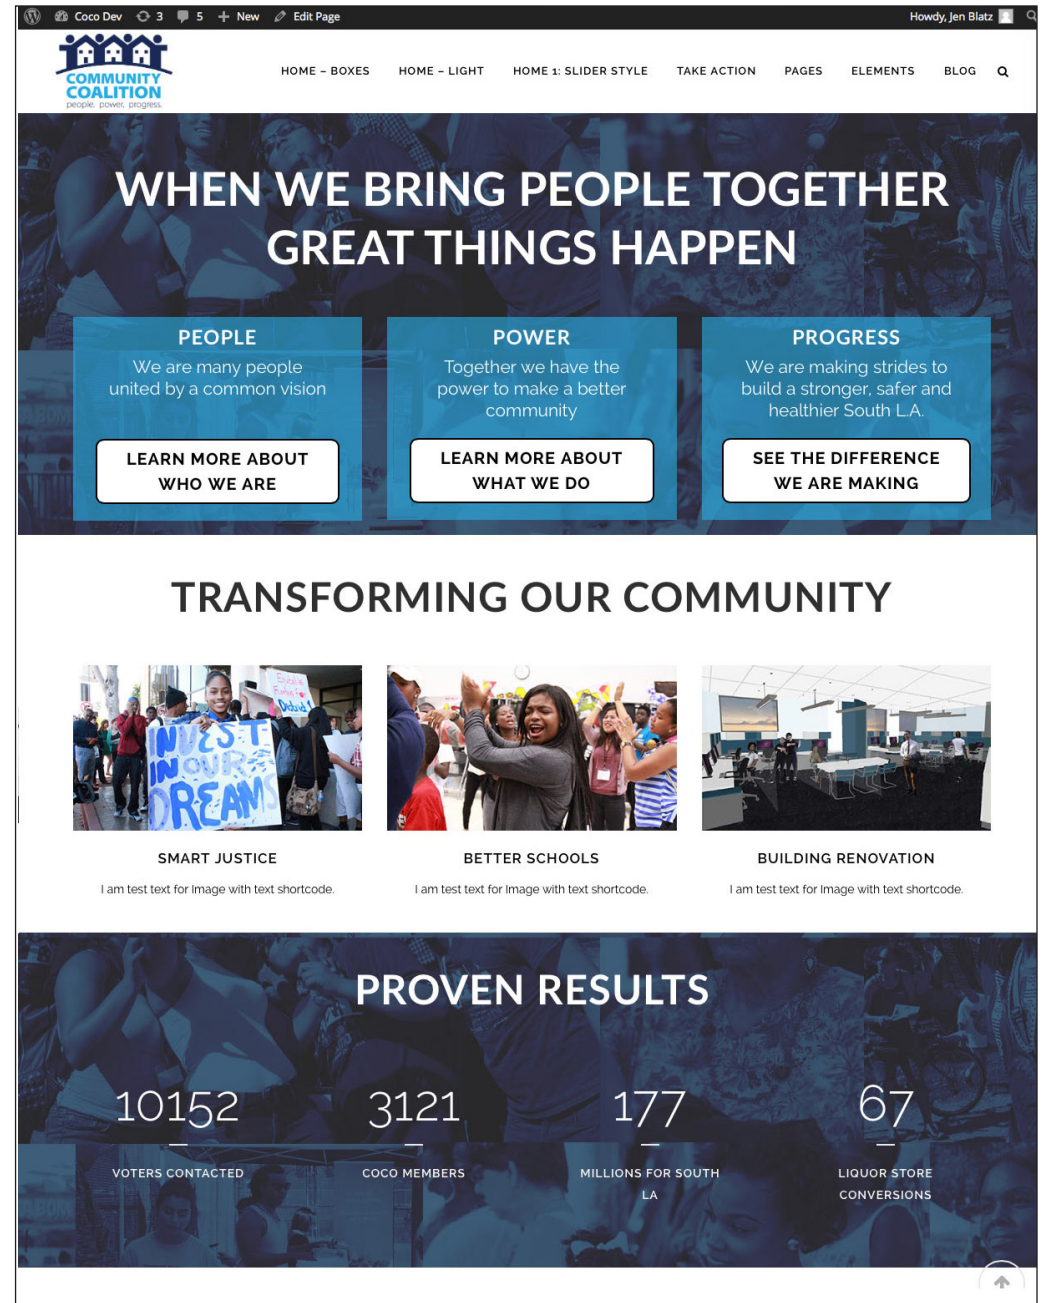 Coco Dev 3 5 + New Edit Page Howdy, Jen Blatz
COMMUNITY
COALITION
people. power. progress.
HOME – BOXES HOME – LIGHT HOME 1: SLIDER STYLE TAKE ACTION PAGES ELEMENTS BLOG
WHEN WE BRING PEOPLE TOGETHER
GREAT THINGS HAPPEN
PEOPLE
We are many people
united by a common vision
LEARN MORE ABOUT
WHO WE ARE
POWER
Together we have the
power to make a better
community
LEARN MORE ABOUT
WHAT WE DO
PROGRESS
We are making strides to
build a stronger, safer and
healthier South L.A.
SEE THE DIFFERENCE
WE ARE MAKING
TRANSFORMING OUR COMMUNITY
District 1
INVEST
IN OUR
DREAMS
SMART JUSTICE
I am test text for Image with text shortcode.
BETTER SCHOOLS
I am test text for Image with text shortcode.
BUILDING RENOVATION
I am test text for Image with text shortcode.
PROVEN RESULTS
10152
VOTERS CONTACTED
3121
COCO MEMBERS
177
MILLIONS FOR SOUTH
LA
67
LIQUOR STORE
CONVERSIONS